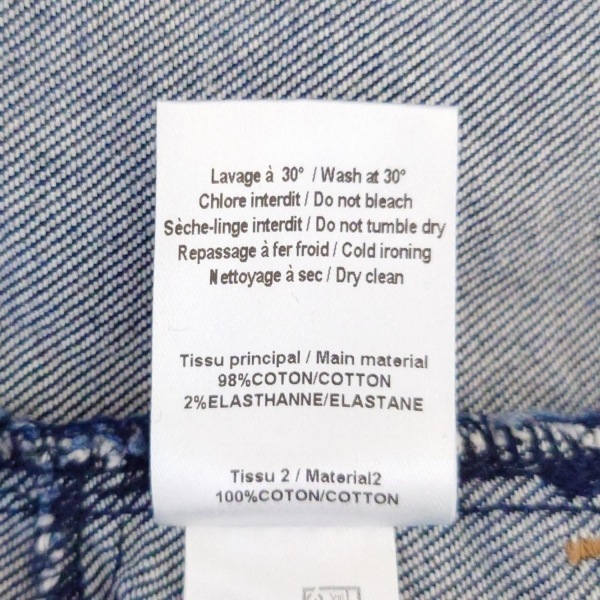 Lavage à 30° / Wash at 30°
Chlore interdit / Do not bleach
Sèche-linge interdit / Do not tumble dry
Repassage à fer froid / Cold ironing
Nettoyage à sec / Dry clean
Tissu principal / Main material
98%COTON/COTTON
2%ELASTHANNE/ELASTANE
Tissu 2 / Material2
100%COTON/COTTON